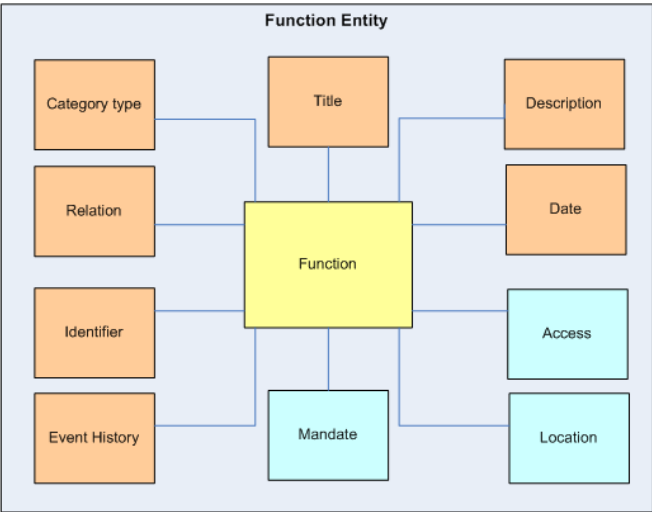 Function Entity
Category type
Title
Description
Relation
Date
Function
Identifier
Access
Event History
Mandate
Location